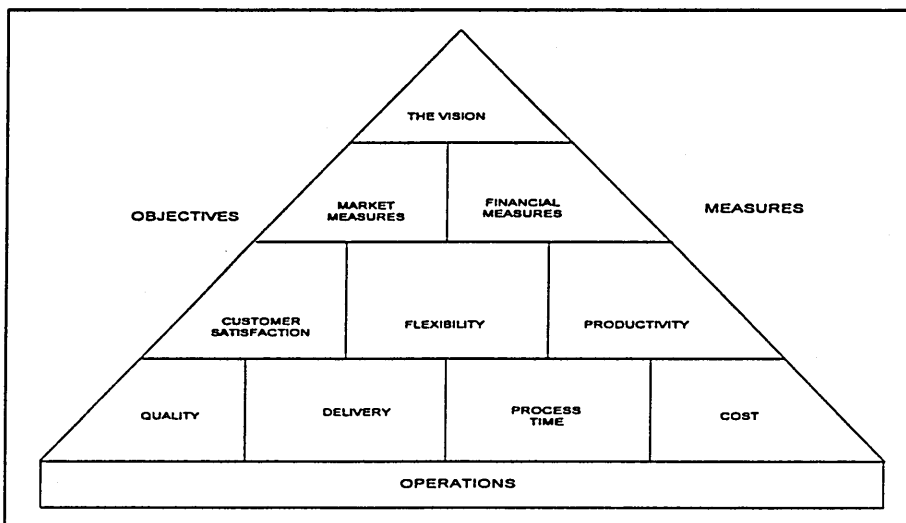 THE VISION
OBJECTIVES
MARKET
MEASURES
FINANCIAL
MEASURES
MEASURES
CUSTOMER
SATISFACTION
FLEXIBILITY
PRODUCTIVITY
QUALITY
DELIVERY
PROCESS
TIME
COST
OPERATIONS